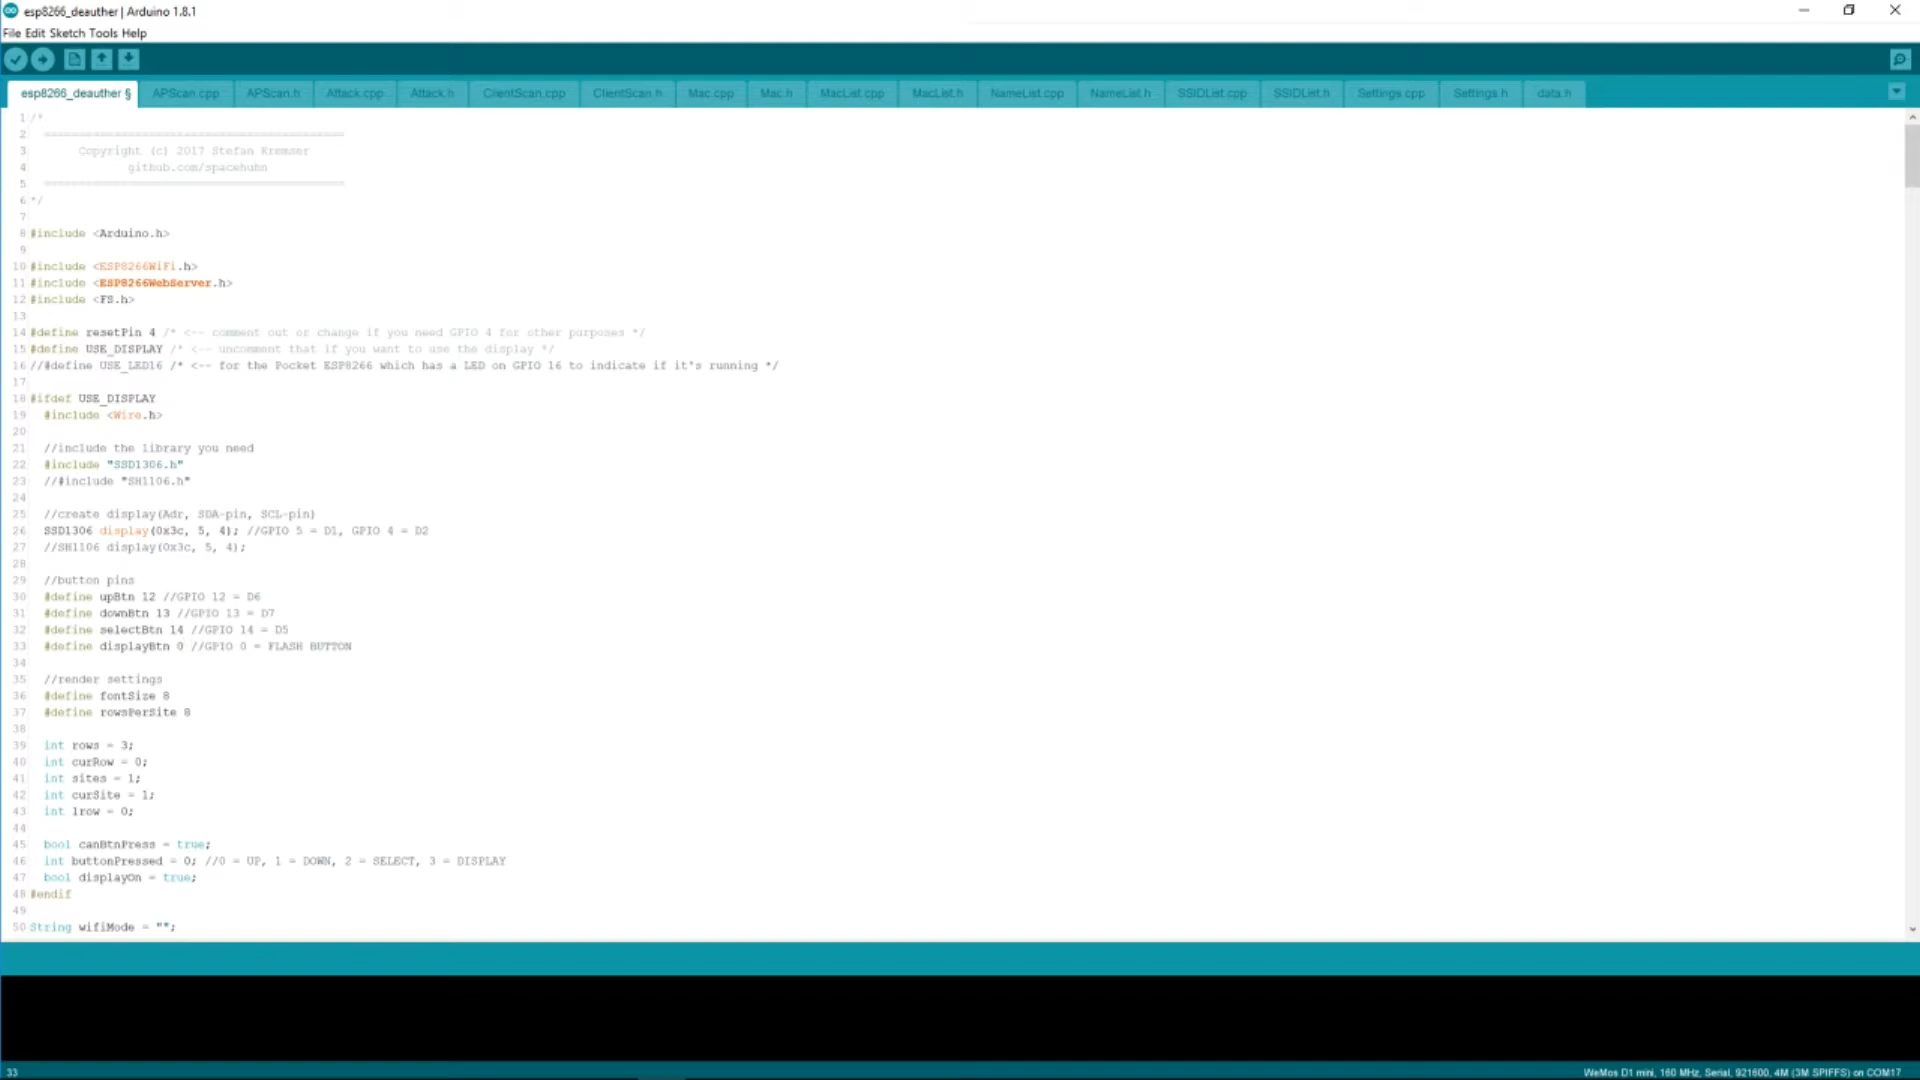 esp8266_deauther | Arduino 1.8.1
File Edit Sketch Tools Help
esp8266_deauther § APScan.cpp APScan.h Attack.cpp Attack.h ClientScan.cpp ClientScan.h Mac.cpp Mac.h MacList.cpp MacList.h NameList.cpp NameList.h SSIDList.cpp SSIDList.h Settings.cpp Settings.h data.h
1 /*
2 ===========================================
3 Copyright (c) 2017 Stefan Kremser
4 github.com/spacehuhn
5 ===========================================
6 */
7
8 #include <Arduino.h>
9
10 #include <ESP8266WiFi.h>
11 #include <ESP8266WebServer.h>
12 #include <FS.h>
13
14 #define resetPin 4 /* <-- comment out or change if you need GPIO 4 for other purposes */
15 #define USE_DISPLAY /* <-- uncomment that if you want to use the display */
16 //#define USE_LED16 /* <-- for the Pocket ESP8266 which has a LED on GPIO 16 to indicate if it's running */
17
18 #ifdef USE_DISPLAY
19 #include <Wire.h>
20
21 //include the library you need
22 #include "SSD1306.h"
23 //#include "SH1106.h"
24
25 //create display(Adr, SDA-pin, SCL-pin)
26 SSD1306 display(0x3c, 5, 4); //GPIO 5 = D1, GPIO 4 = D2
27 //SH1106 display(0x3c, 5, 4);
28
29 //button pins
30 #define upBtn 12 //GPIO 12 = D6
31 #define downBtn 13 //GPIO 13 = D7
32 #define selectBtn 14 //GPIO 14 = D5
33 #define displayBtn 0 //GPIO 0 = FLASH BUTTON
34
35 //render settings
36 #define fontSize 8
37 #define rowsPerSite 8
38
39 int rows = 3;
40 int curRow = 0;
41 int sites = 1;
42 int curSite = 1;
43 int lrow = 0;
44
45 bool canBtnPress = true;
46 int buttonPressed = 0; //0 = UP, 1 = DOWN, 2 = SELECT, 3 = DISPLAY
47 bool displayOn = true;
48 #endif
49
50 String wifiMode = "";
33 WeMos D1 mini, 160 MHz, Serial, 921600, 4M (3M SPIFFS) on COM17